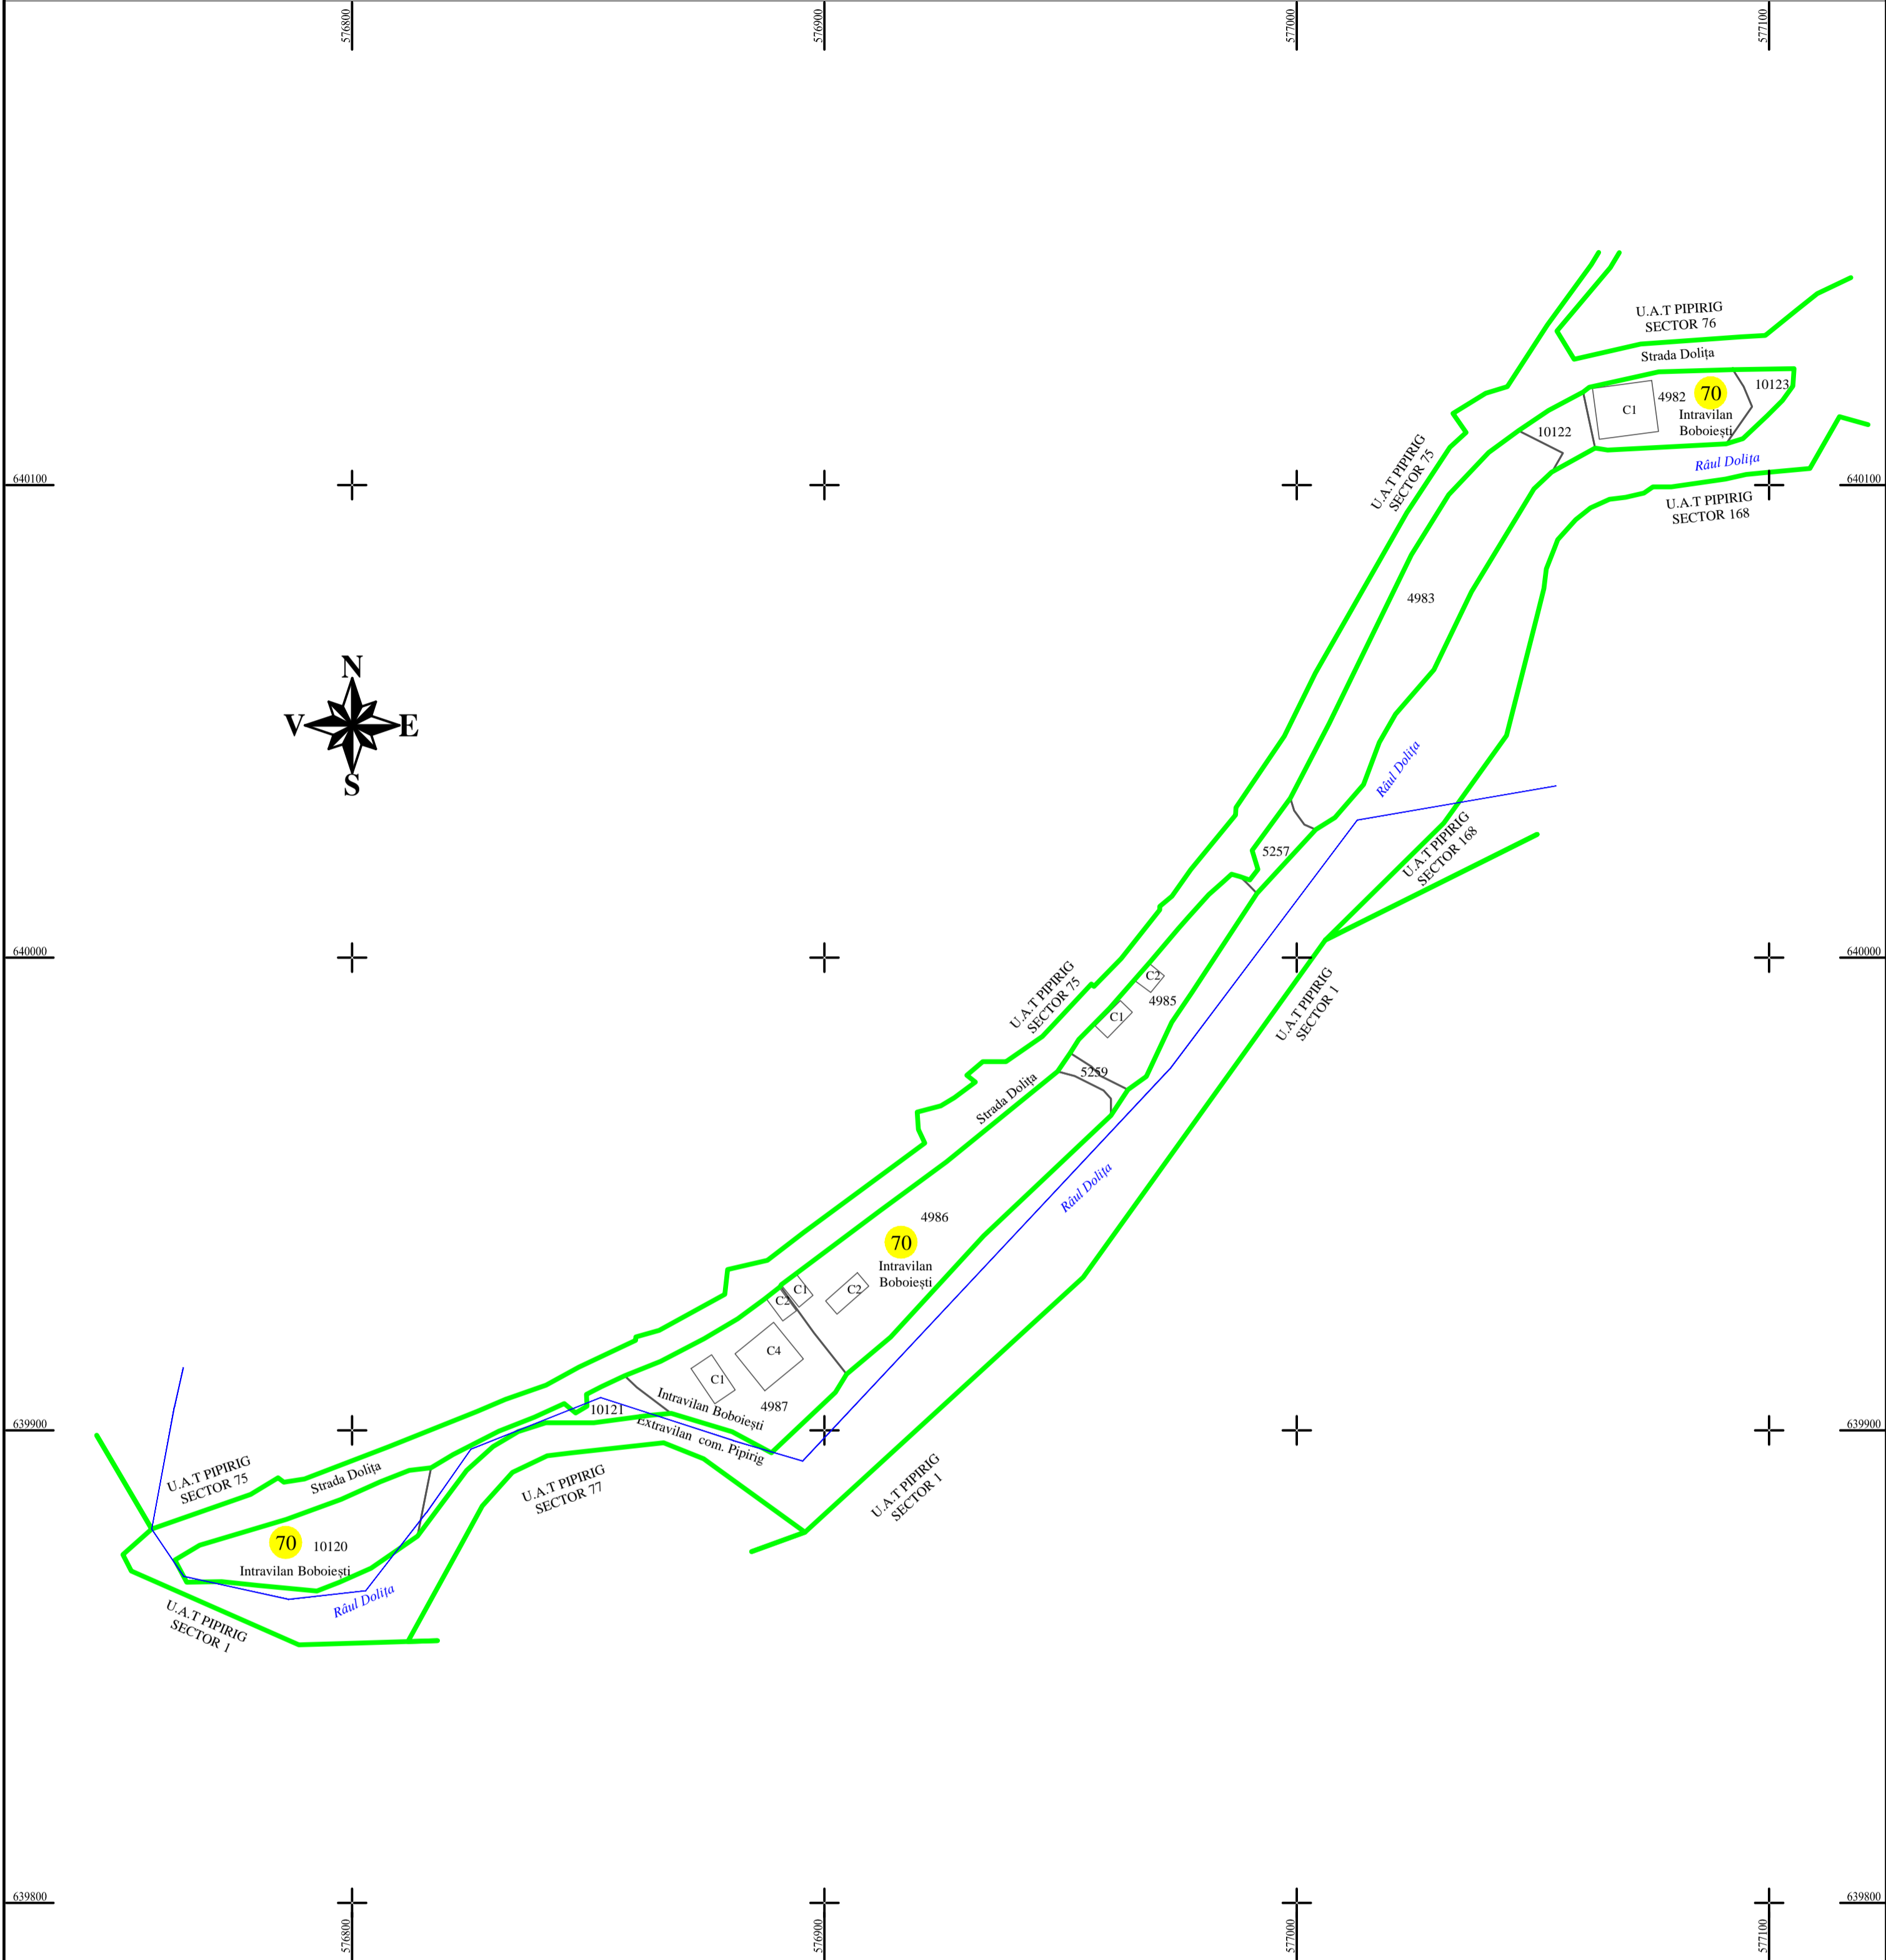 576800
576900
577000
577100
U.A.T PIPIRIG
SECTOR 76
Strada Dolița
10123
4982
70
C1
Intravilan
Boboiești
10122
U.A.T PIPIRIG
SECTOR 75
Râul Dolița
640100
640100
U.A.T PIPIRIG
SECTOR 168
4983
N
V
E
S
Râul Dolița
U.A.T PIPIRIG
SECTOR 168
5257
640000
640000
U.A.T PIPIRIG
SECTOR 75
C2
4985
C1
U.A.T PIPIRIG
SECTOR 1
5259
Strada Dolița
Râul Dolița
4986
70
Intravilan
Boboiești
C1
C2
C2
C4
C1
Intravilan Boboiești
4987
10121
Extravilan com. Pipirig
639900
639900
U.A.T PIPIRIG
SECTOR 75
Strada Dolița
U.A.T PIPIRIG
SECTOR 77
U.A.T PIPIRIG
SECTOR 1
70
10120
Intravilan Boboiești
Râul Dolița
U.A.T PIPIRIG
SECTOR 1
639800
639800
576800
576900
577000
577100